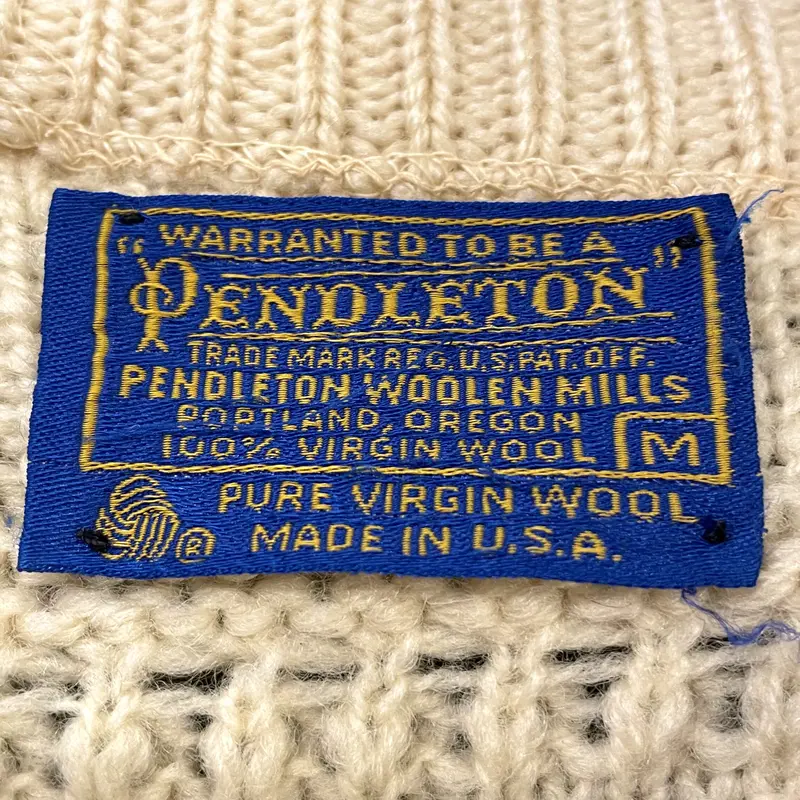 "WARRANTED TO BE A
PENDLETON"
TRADE MARK REG. U.S. PAT. OFF.
PENDLETON WOOLEN MILLS
PORTLAND, OREGON
100% VIRGIN WOOL M
® PURE VIRGIN WOOL
MADE IN U.S.A.